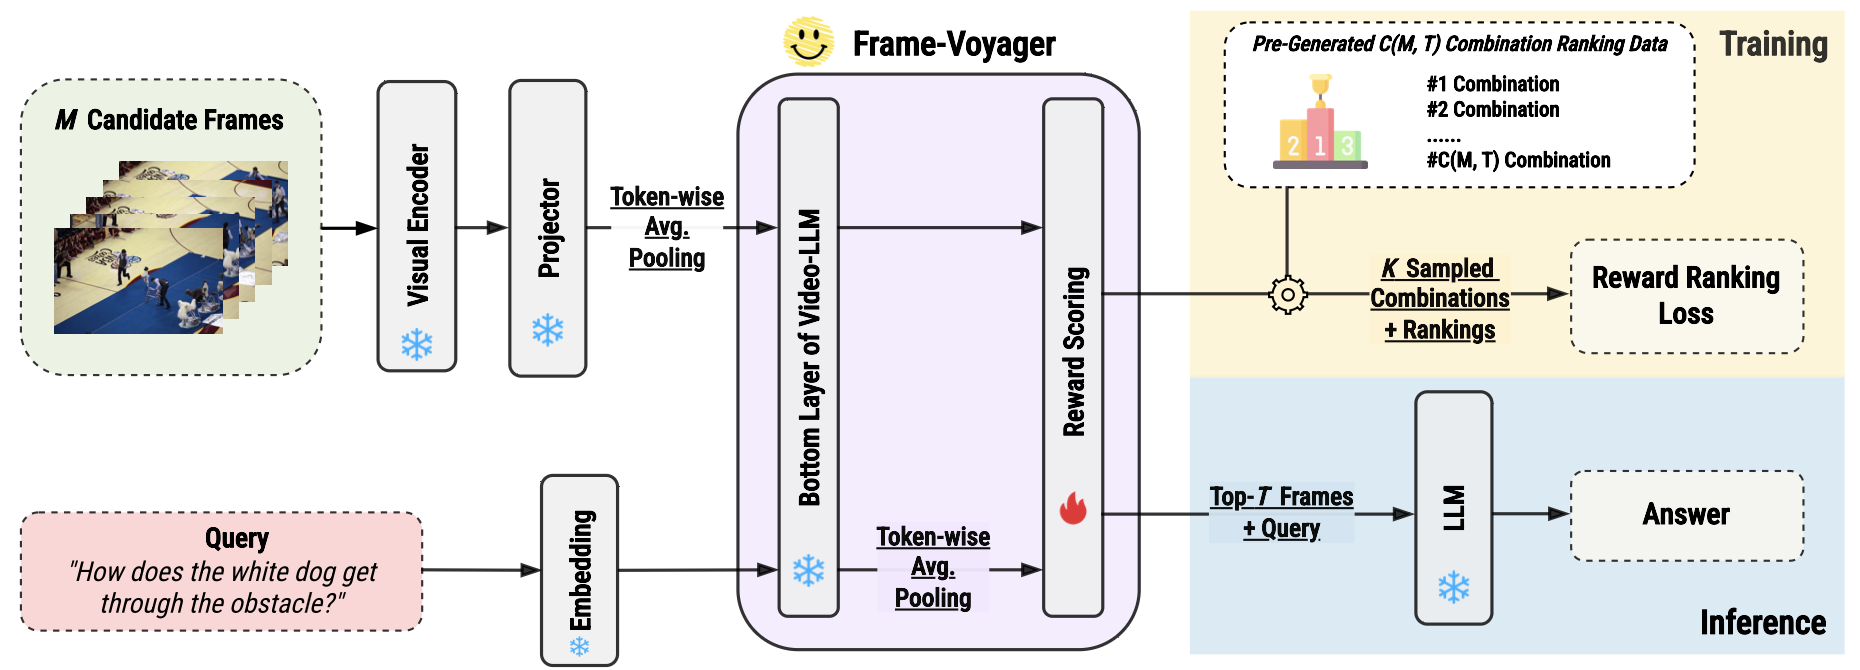 Frame-Voyager
Training
Pre-Generated C(M, T) Combination Ranking Data
#1 Combination
#2 Combination
......
#C(M, T) Combination
2 1 3
M Candidate Frames
Visual Encoder
Projector
Token-wise
Avg.
Pooling
Bottom Layer of Video-LLM
Reward Scoring
K Sampled
Combinations
+ Rankings
Reward Ranking
Loss
Query
"How does the white dog get
through the obstacle?"
Embedding
Token-wise
Avg.
Pooling
Top-T Frames
+ Query
LLM
Answer
Inference